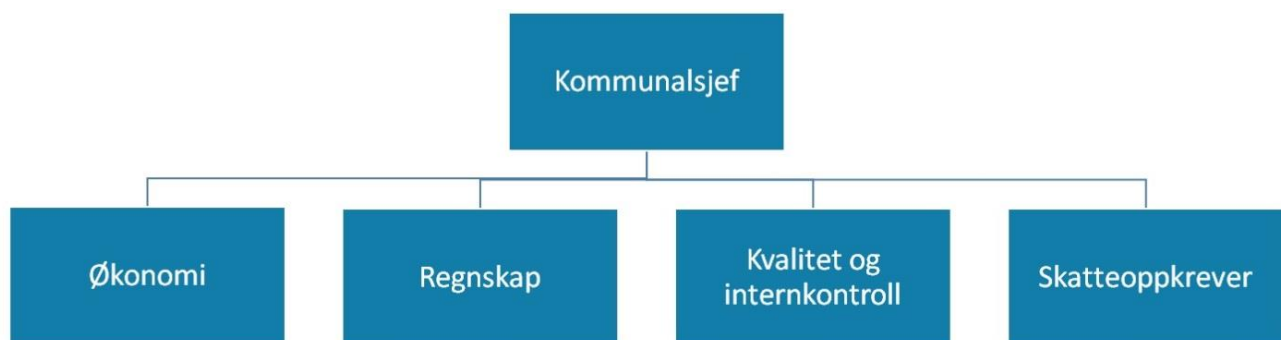 Kommunalsjef
Økonomi
Regnskap
Kvalitet og
internkontroll
Skatteoppkrever